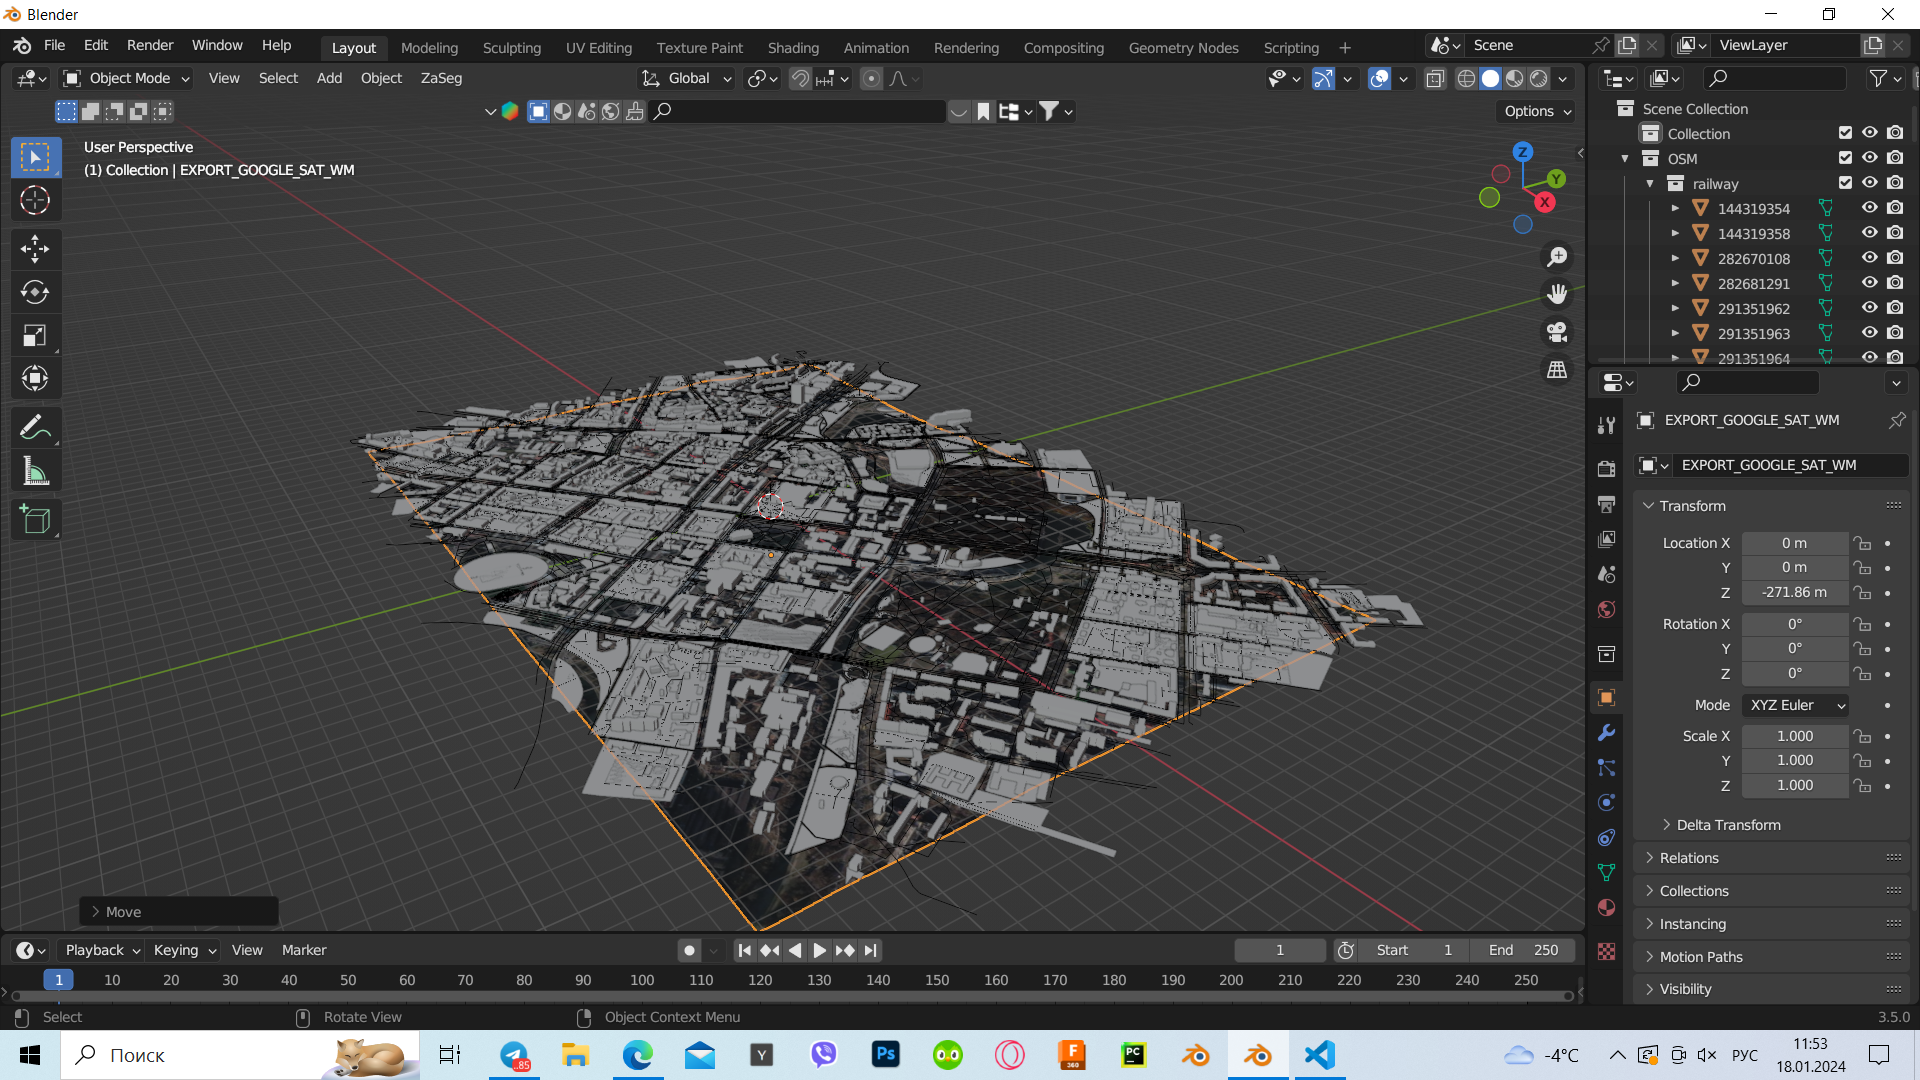 Blender
File Edit Render Window Help
Layout Modeling Sculpting UV Editing Texture Paint Shading Animation Rendering Compositing Geometry Nodes Scripting +
Scene
ViewLayer
Object Mode View Select Add Object ZaSeg
Global
Options
User Perspective
(1) Collection | EXPORT_GOOGLE_SAT_WM
Z
Y
X
Scene Collection
Collection
OSM
railway
144319354
144319358
282670108
282681291
291351962
291351963
291351964
EXPORT_GOOGLE_SAT_WM
EXPORT_GOOGLE_SAT_WM
Transform
Location X 0 m
Y 0 m
Z -271.86 m
Rotation X 0°
Y 0°
Z 0°
Mode XYZ Euler
Scale X 1.000
Y 1.000
Z 1.000
Delta Transform
Relations
Collections
Instancing
Motion Paths
Visibility
Move
Playback Keying View Marker
1
Start 1
End 250
1 10 20 30 40 50 60 70 80 90 100 110 120 130 140 150 160 170 180 190 200 210 220 230 240 250
Select
Rotate View
Object Context Menu
3.5.0
Поиск
.85
Y
Ps
F
360
PC
-4°C
РУС
11:53
18.01.2024